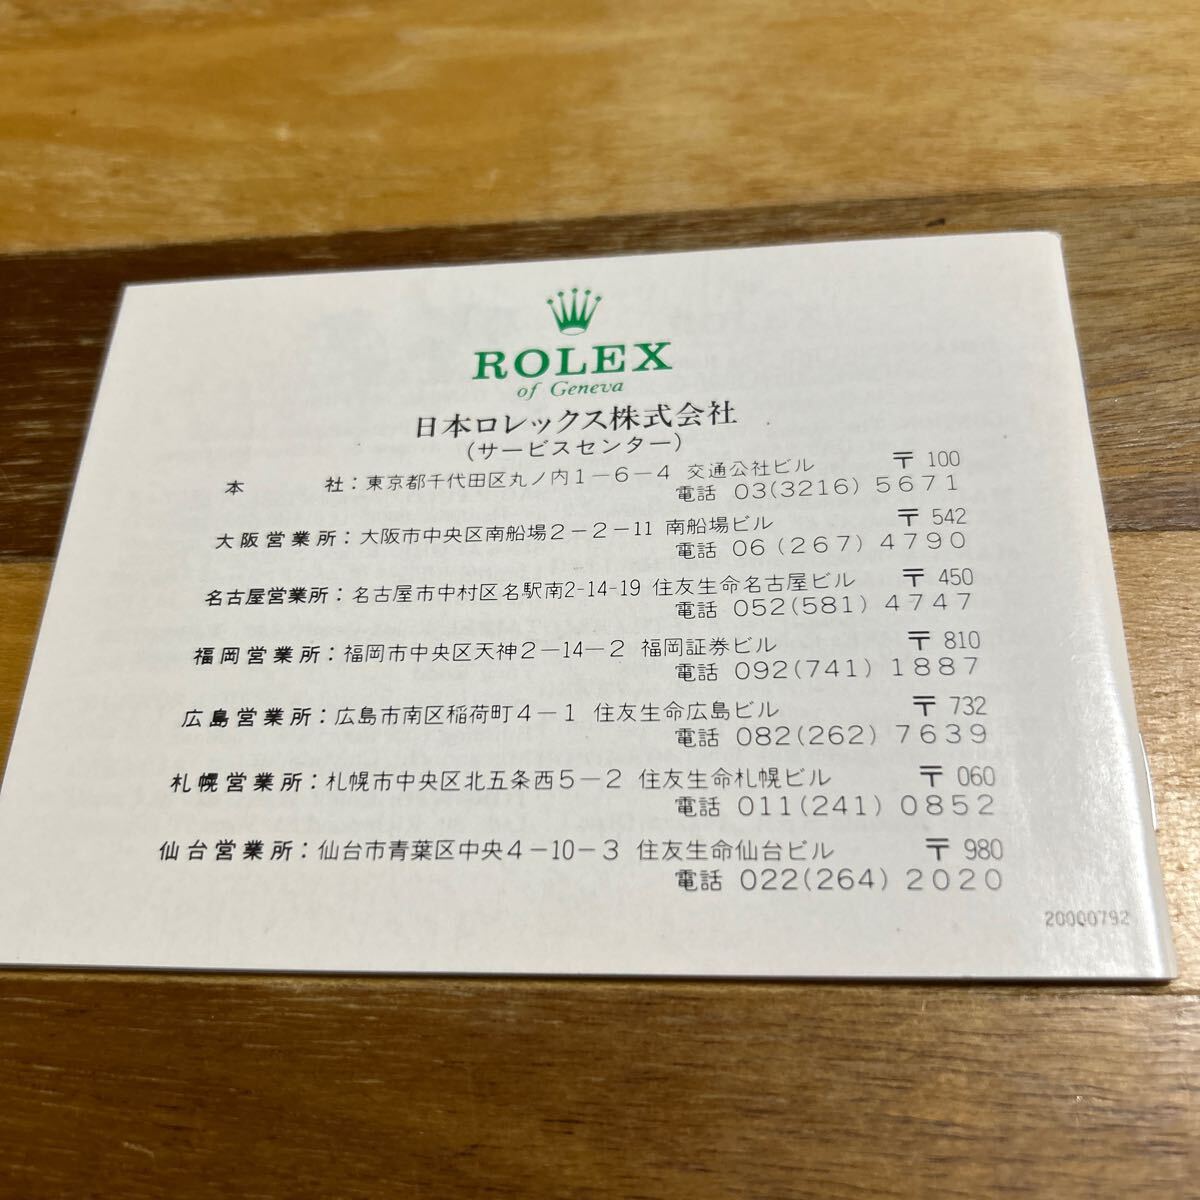 ROLEX
of Geneva
日本ロレックス株式会社
(サービスセンター)
本社：東京都千代田区丸ノ内1－6－4 交通公社ビル 〒100
電話 03(3216)5671
大阪営業所：大阪市中央区南船場2－2－11 南船場ビル 〒542
電話 06(267)4790
名古屋営業所：名古屋市中村区名駅南2-14-19 住友生命名古屋ビル 〒450
電話 052(581)4747
福岡営業所：福岡市中央区天神2－14－2 福岡証券ビル 〒810
電話 092(741)1887
広島営業所：広島市南区稲荷町4－1 住友生命広島ビル 〒732
電話 082(262)7639
札幌営業所：札幌市中央区北五条西5－2 住友生命札幌ビル 〒060
電話 011(241)0852
仙台営業所：仙台市青葉区中央4－10－3 住友生命仙台ビル 〒980
電話 022(264)2020
20000792